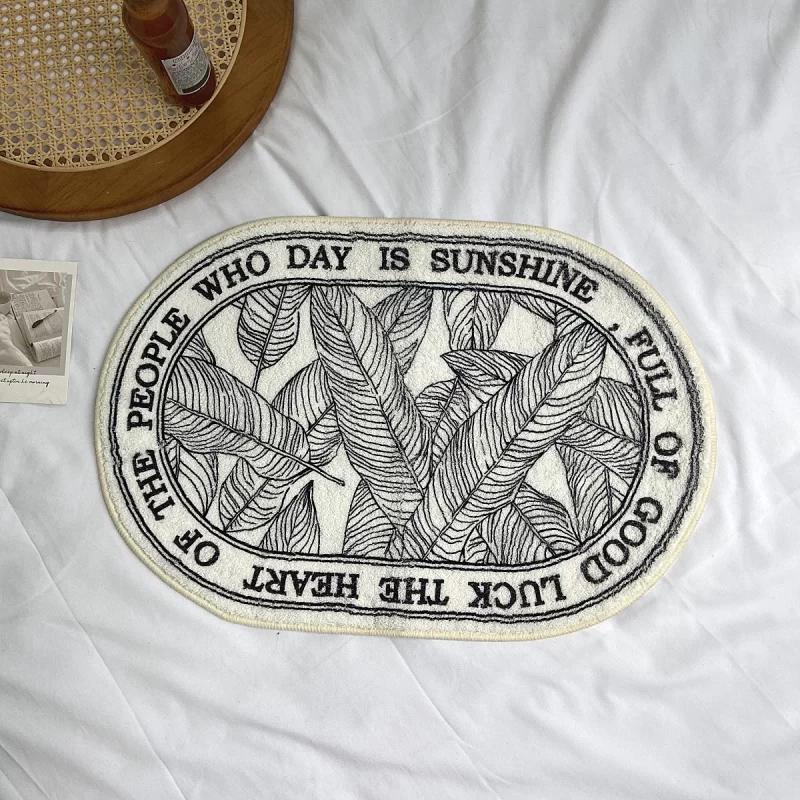 THE PEOPLE WHO DAY IS SUNSHINE, FULL OF GOOD LUCK THE HEART OF